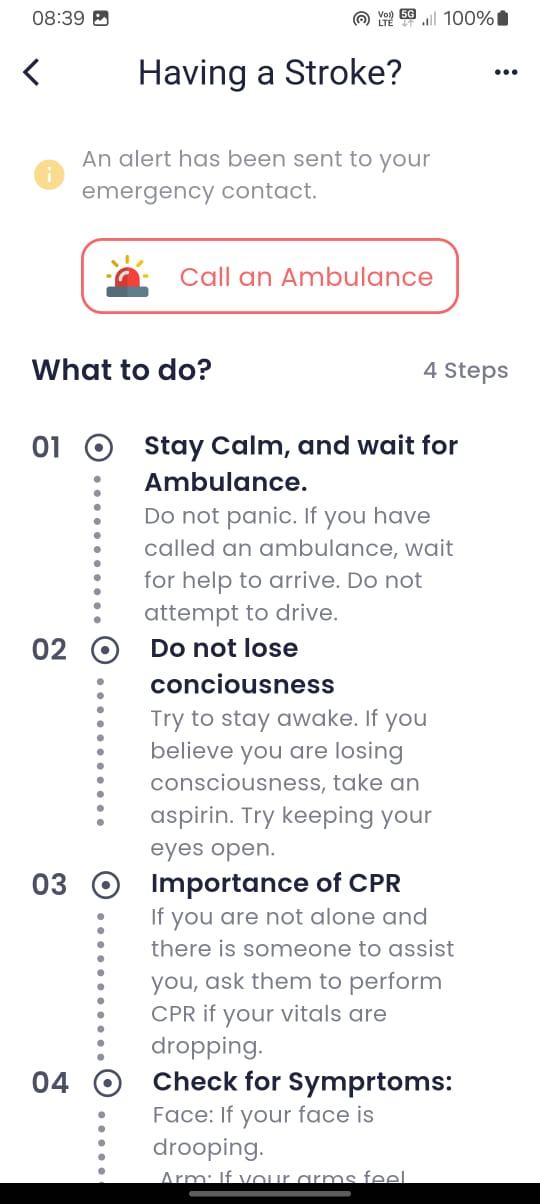 08:39
Vo)) LTE 5G 100%
Having a Stroke?
An alert has been sent to your
emergency contact.
Call an Ambulance
What to do?
4 Steps
01
Stay Calm, and wait for
Ambulance.
Do not panic. If you have
called an ambulance, wait
for help to arrive. Do not
attempt to drive.
02
Do not lose
conciousness
Try to stay awake. If you
believe you are losing
consciousness, take an
aspirin. Try keeping your
eyes open.
03
Importance of CPR
If you are not alone and
there is someone to assist
you, ask them to perform
CPR if your vitals are
dropping.
04
Check for Symprtoms:
Face: If your face is
drooping.
Arm: If your arms feel